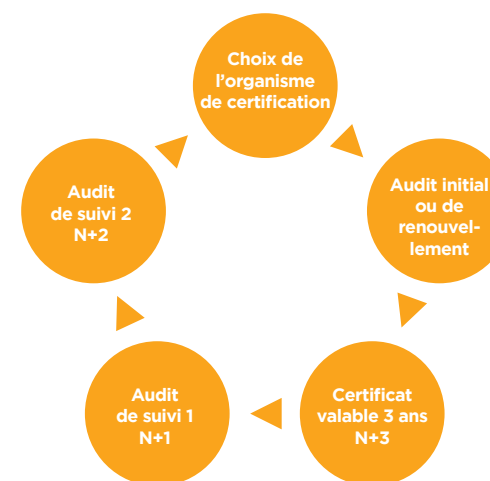 Choix de
l'organisme
de certification
Audit initial
ou de
renouvel-
lement
Certificat
valable 3 ans
N+3
Audit
de suivi 1
N+1
Audit
de suivi 2
N+2